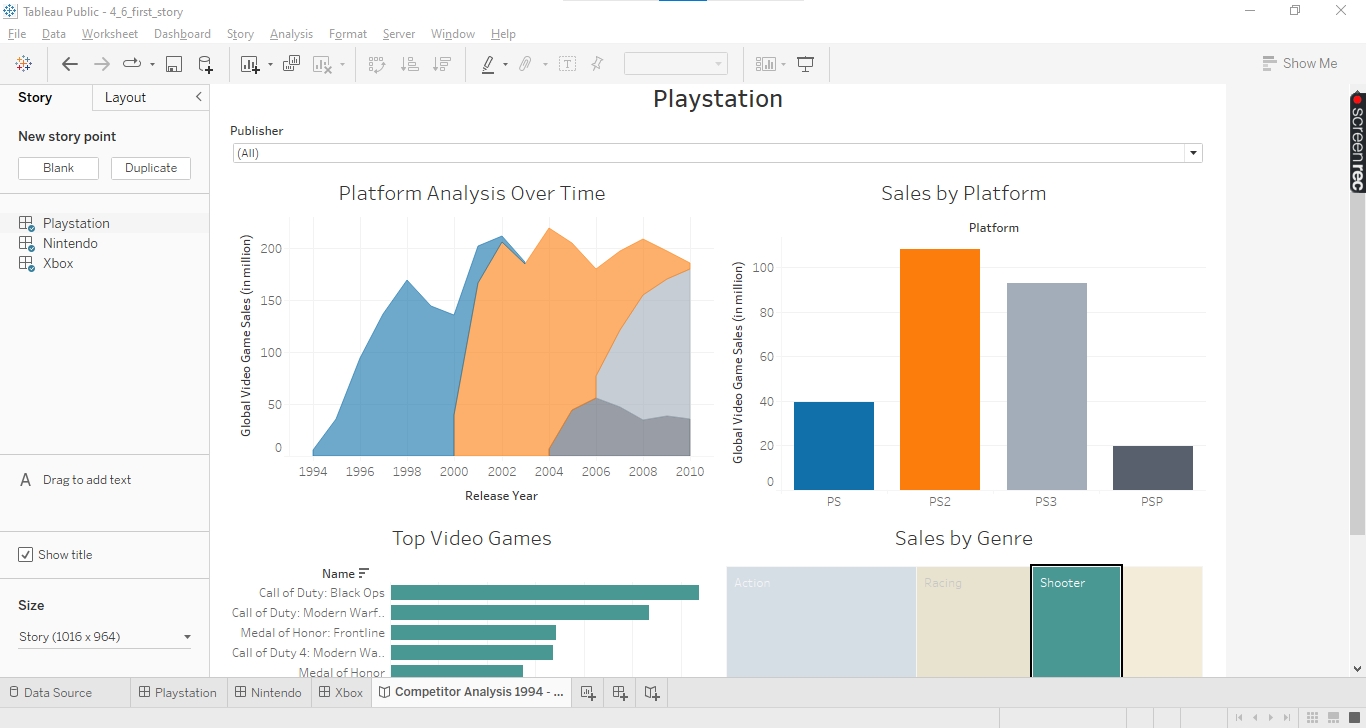 Tableau Public - 4_6_first_story
File Data Worksheet Dashboard Story Analysis Format Server Window Help
Show Me
Story Layout
New story point
Blank Duplicate
Playstation
Nintendo
Xbox
A Drag to add text
Show title
Size
Story (1016 x 964)
Playstation
Publisher
(All)
Platform Analysis Over Time
Global Video Game Sales (in million)
200
150
100
50
0
1994 1996 1998 2000 2002 2004 2006 2008 2010
Release Year
Sales by Platform
Platform
Global Video Game Sales (in million)
100
80
60
40
20
0
PS PS2 PS3 PSP
Top Video Games
Name
Call of Duty: Black Ops
Call of Duty: Modern Warf..
Medal of Honor: Frontline
Call of Duty 4: Modern Wa..
Medal of Honor
Sales by Genre
Action Racing Shooter
screenrec
Data Source Playstation Nintendo Xbox Competitor Analysis 1994 - ...